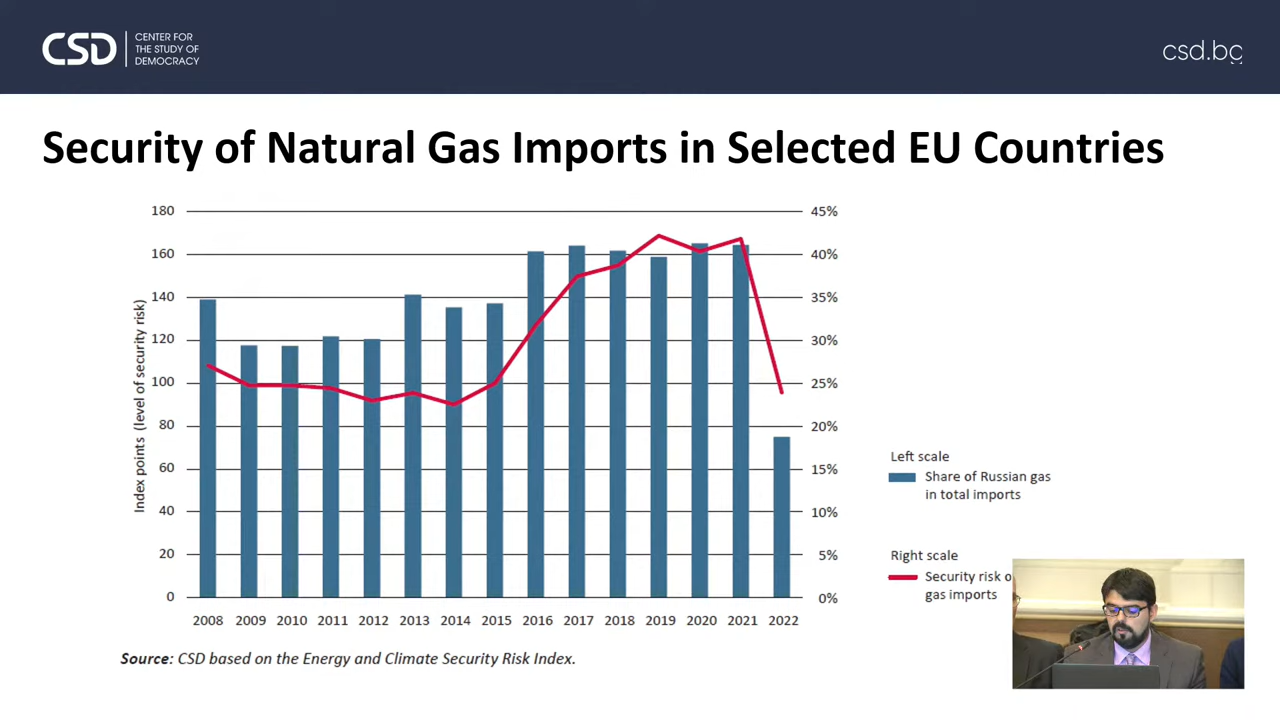 CSD
CENTER FOR
THE STUDY OF
DEMOCRACY
csd.bg
Security of Natural Gas Imports in Selected EU Countries
180
160
140
120
100
80
60
40
20
0
Index points (level of security risk)
45%
40%
35%
30%
25%
20%
15%
10%
5%
0%
2008 2009 2010 2011 2012 2013 2014 2015 2016 2017 2018 2019 2020 2021 2022
Left scale
Share of Russian gas
in total imports
Right scale
Security risk o
gas imports
Source: CSD based on the Energy and Climate Security Risk Index.